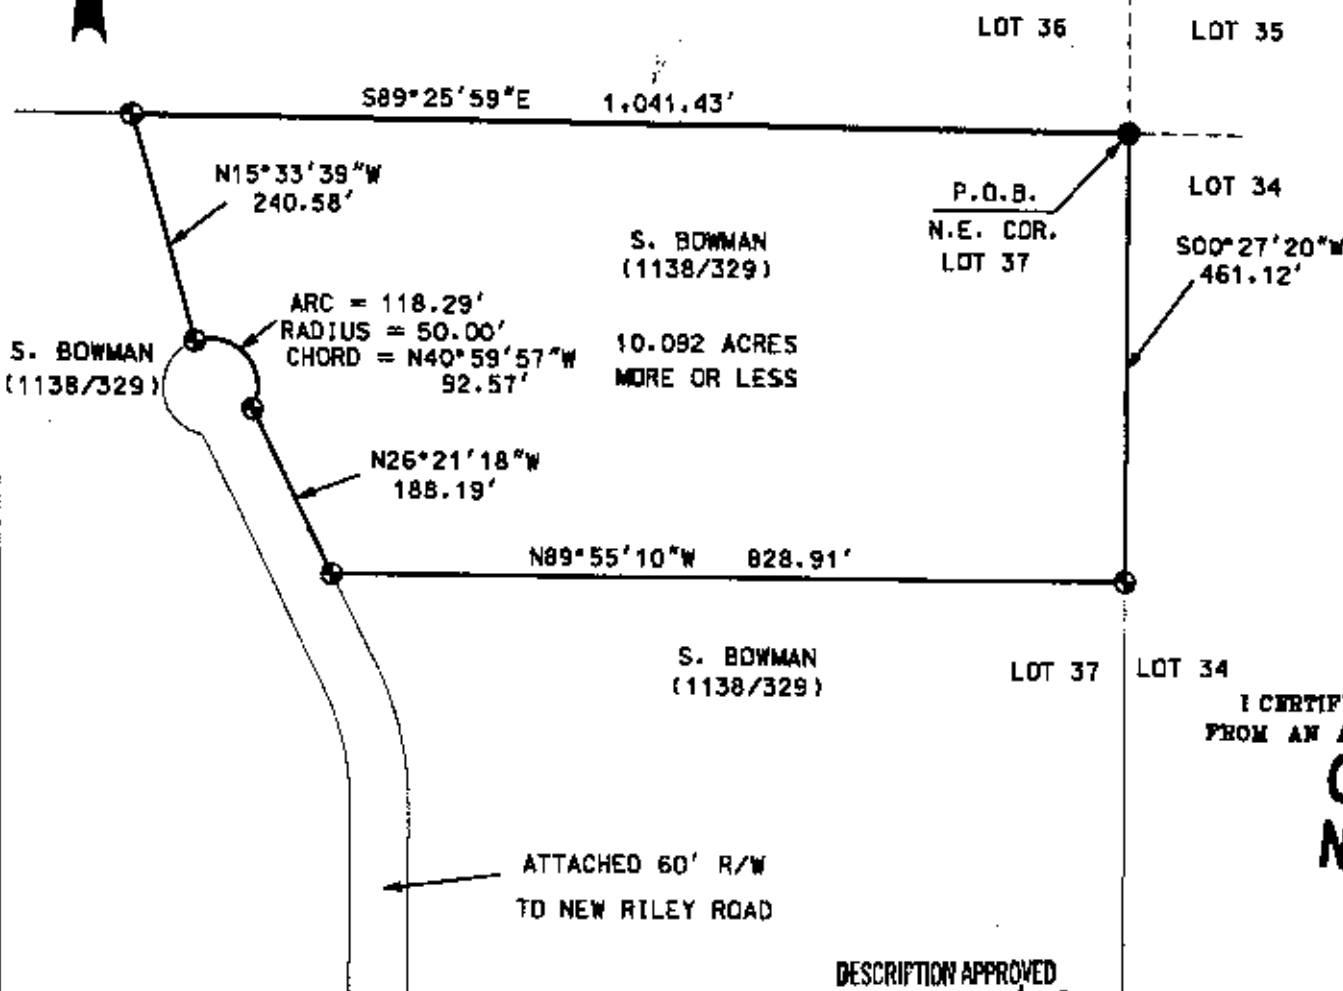 LOT 36
LOT 35
S89°25'59"E 1,041.43'
N15°33'39"W
240.58'
P.O.B.
N.E. COR.
LOT 37
LOT 34
S00°27'20"W
461.12'
S. BOWMAN
(1138/329)
ARC = 118.29'
RADIUS = 50.00'
CHORD = N40°59'57"W
92.57'
S. BOWMAN
(1138/329)
10.092 ACRES
MORE OR LESS
N26°21'18"W
188.19'
N89°55'10"W 828.91'
S. BOWMAN
(1138/329)
LOT 37
LOT 34
I CERTIF
FROM AN
ATTACHED 60' R/W
TO NEW RILEY ROAD
DESCRIPTION APPROVED